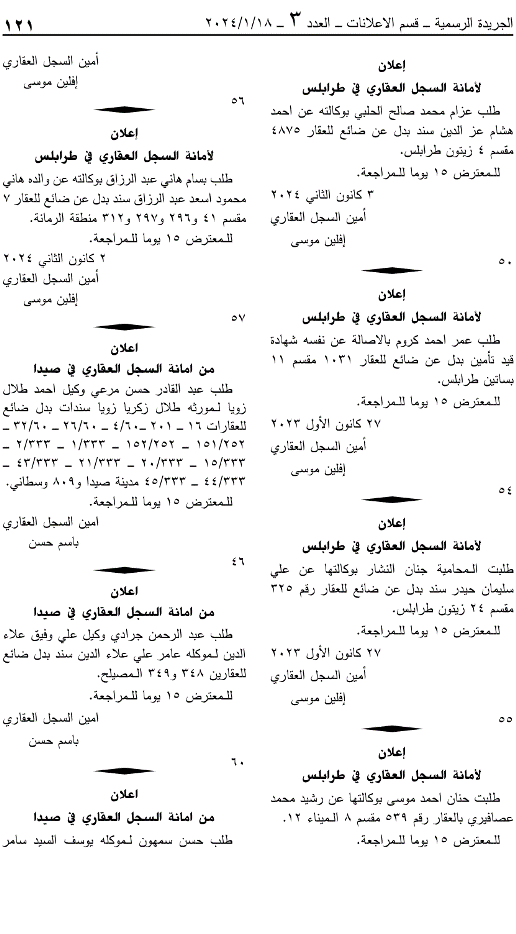 الجريدة الرسمية ـ قسم الاعلانات ـ العدد ٣ ـ ٢٠٢٤/١/١٨
١٢١
إعلان
لأمانة السجل العقاري في طرابلس
طلب عزام محمد صالح الحلبي بوكالته عن احمد
هشام عز الدين سند بدل عن ضائع للعقار ٤٨٧٥
مقسم ٤ زيتون طرابلس.
للمعترض ١٥ يوما للمراجعة.
٣ كانون الثاني ٢٠٢٤
أمين السجل العقاري
إفلين موسى
٥٠
إعلان
لأمانة السجل العقاري في طرابلس
طلب عمر احمد كروم بالاصالة عن نفسه شهادة
قيد تأمين بدل عن ضائع للعقار ١٠٣١ مقسم ١١
بساتين طرابلس.
للمعترض ١٥ يوما للمراجعة.
٢٧ كانون الأول ٢٠٢٣
أمين السجل العقاري
إفلين موسى
٥٤
إعلان
لأمانة السجل العقاري في طرابلس
طلبت المحامية جنان النشار بوكالتها عن علي
سليمان حيدر سند بدل عن ضائع للعقار رقم ٣٢٥
مقسم ٢٤ زيتون طرابلس.
للمعترض ١٥ يوما للمراجعة.
٢٧ كانون الأول ٢٠٢٣
أمين السجل العقاري
إفلين موسى
٥٥
إعلان
لأمانة السجل العقاري في طرابلس
طلبت حنان احمد موسى بوكالتها عن رشيد محمد
عصافيري بالعقار رقم ٥٣٩ مقسم ٨ الميناء ١٢.
للمعترض ١٥ يوما للمراجعة.
أمين السجل العقاري
إفلين موسى
٥٦
إعلان
لأمانة السجل العقاري في طرابلس
طلب بسام هاني عبد الرزاق بوكالته عن والده هاني
محمود اسعد عبد الرزاق سند بدل عن ضائع للعقار ٧
مقسم ٤١ و٢٩٦ و٢٩٧ و٣١٢ منطقة الرمانة.
للمعترض ١٥ يوما للمراجعة.
٢ كانون الثاني ٢٠٢٤
أمين السجل العقاري
إفلين موسى
٥٧
اعلان
من امانة السجل العقاري في صيدا
طلب عبد القادر حسن مرعي وكيل احمد طلال
زويا لمورثه طلال زكريا زويا سندات بدل ضائع
للعقارات ١٦ ـ ٢٠١ ـ ٤/٦٠ ـ ٢٦/٦٠ ـ ٣٢/٦٠ ـ
١٥١/٢٥٢ ـ ١٥٢/٢٥٢ ـ ١/٣٣٣ ـ ٢/٣٣٣ ـ
١٥/٣٣٣ ـ ٢٠/٣٣٣ ـ ٢١/٣٣٣ ـ ٤٣/٣٣٣ ـ
٤٤/٣٣٣ ـ ٤٥/٣٣٣ مدينة صيدا و٨٠٩ وسطاني.
للمعترض ١٥ يوما للمراجعة.
امين السجل العقاري
باسم حسن
٤٦
اعلان
من امانة السجل العقاري في صيدا
طلب عبد الرحمن جرادي وكيل علي وفيق علاء
الدين لموكله عامر علي علاء الدين سند بدل ضائع
للعقارين ٣٤٨ و٣٤٩ المصيلح.
للمعترض ١٥ يوما للمراجعة.
امين السجل العقاري
باسم حسن
٦٠
اعلان
من امانة السجل العقاري في صيدا
طلب حسن سمهون لموكله يوسف السيد سامر